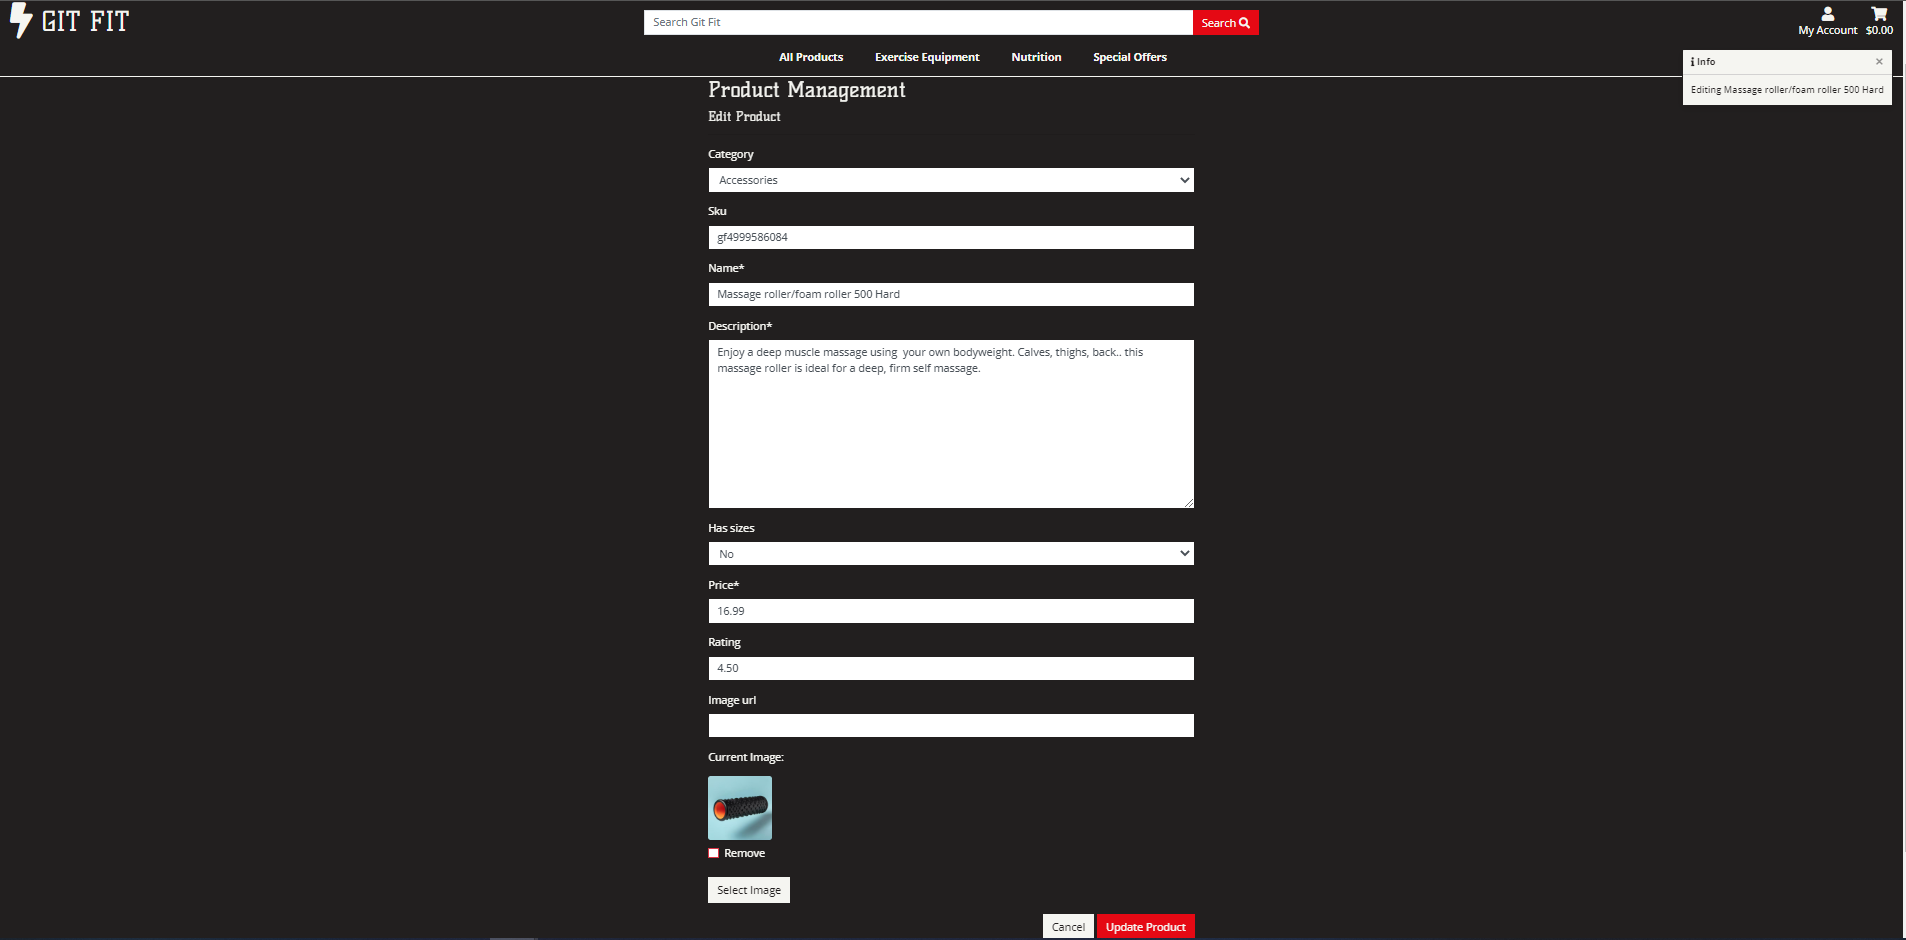 GIT FIT
Search Git Fit
Search
My Account
$0.00
All Products
Exercise Equipment
Nutrition
Special Offers
Info
×
Editing Massage roller/foam roller 500 Hard
Product Management
Edit Product
Category
Accessories
Sku
gf4999586084
Name*
Massage roller/foam roller 500 Hard
Description*
Enjoy a deep muscle massage using  your own bodyweight. Calves, thighs, back.. this
massage roller is ideal for a deep, firm self massage.
Has sizes
No
Price*
16.99
Rating
4.50
Image url
Current Image:
Remove
Select Image
Cancel
Update Product